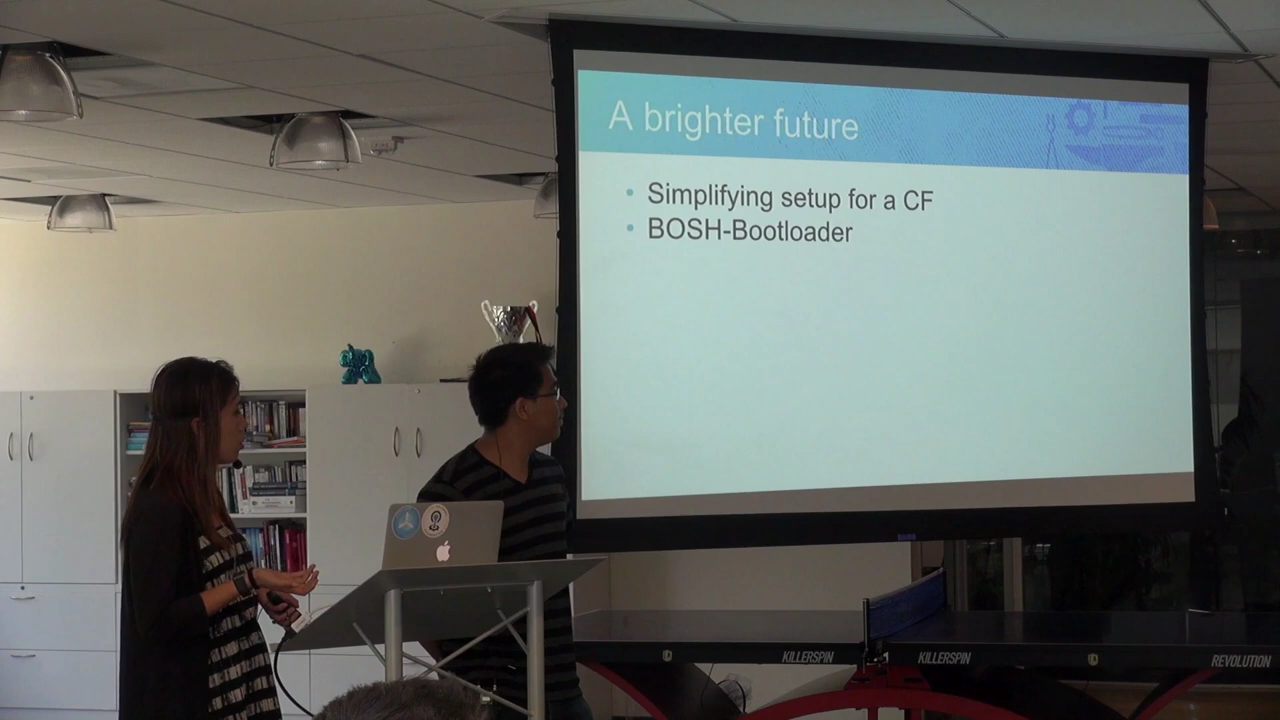 A brighter future
• Simplifying setup for a CF
• BOSH-Bootloader
KILLERSPIN
KILLERSPIN
REVOLUTION